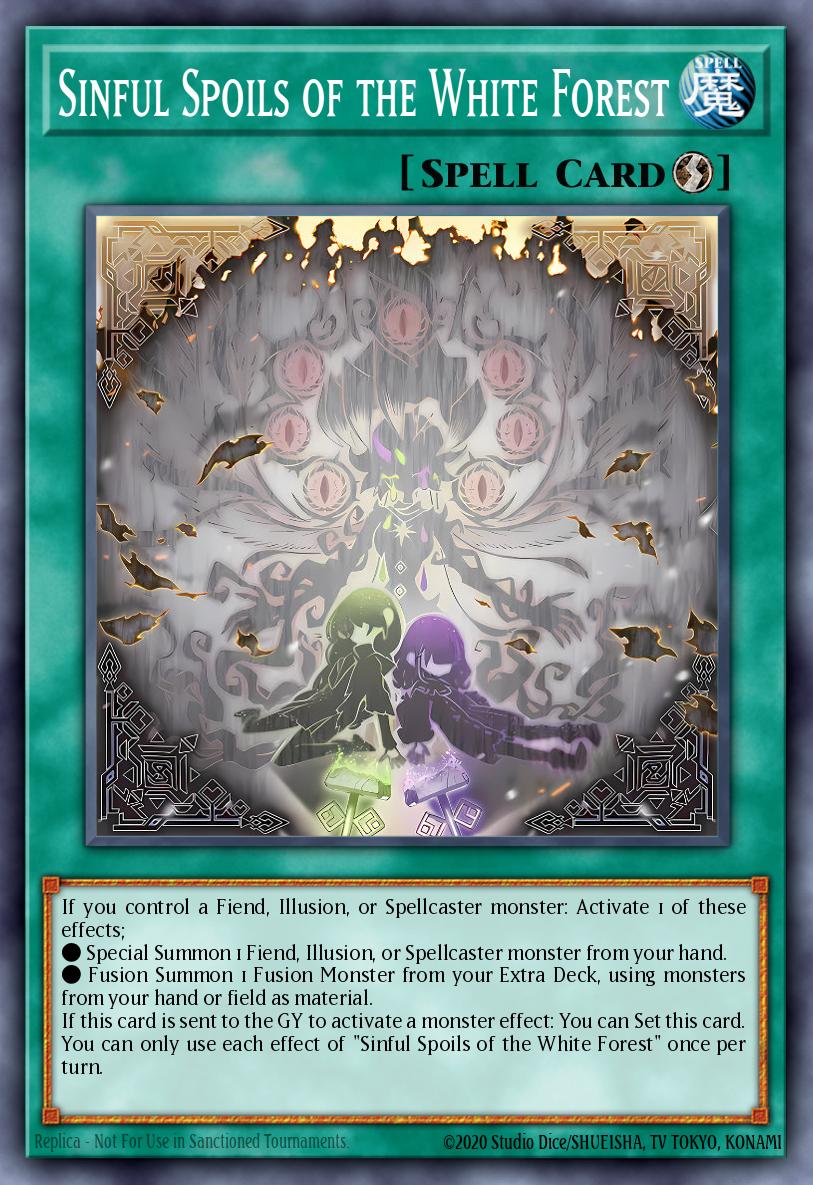 Sinful Spoils of the White Forest
SPELL
魔
[Spell Card]
If you control a Fiend, Illusion, or Spellcaster monster: Activate 1 of these
effects;
● Special Summon 1 Fiend, Illusion, or Spellcaster monster from your hand.
● Fusion Summon 1 Fusion Monster from your Extra Deck, using monsters
from your hand or field as material.
If this card is sent to the GY to activate a monster effect: You can Set this card.
You can only use each effect of "Sinful Spoils of the White Forest" once per
turn.
Replica - Not For Use in Sanctioned Tournaments.
©2020 Studio Dice/SHUEISHA, TV TOKYO, KONAMI